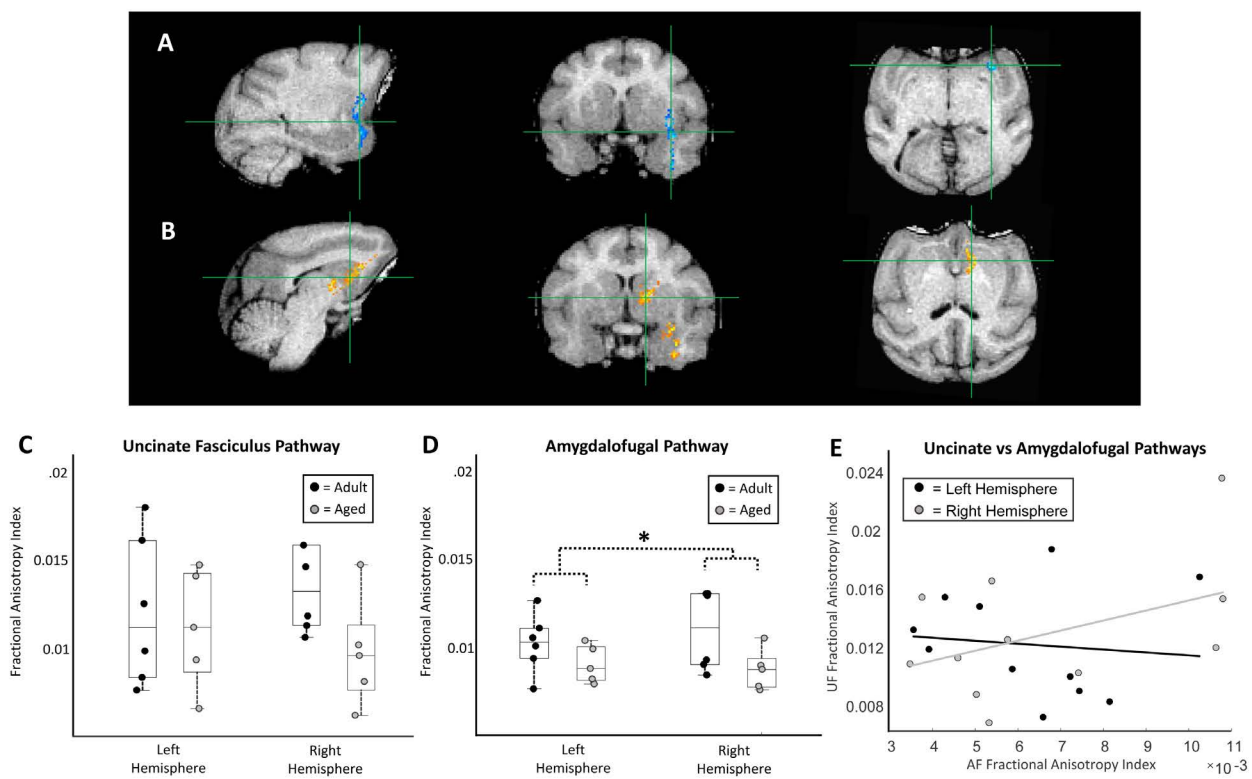 A
B
C
Uncinate Fasciculus Pathway
.02
0.015
0.01
Fractional Anisotropy Index
= Adult
= Aged
Left
Hemisphere
Right
Hemisphere
D
Amygdalofugal Pathway
.02
0.015
0.01
Fractional Anisotropy Index
= Adult
= Aged
*
Left
Hemisphere
Right
Hemisphere
E
Uncinate vs Amygdalofugal Pathways
0.024
0.02
0.016
0.012
0.008
UF Fractional Anisotropy Index
= Left Hemisphere
= Right Hemisphere
3 4 5 6 7 8 9 10 11
×10-3
AF Fractional Anisotropy Index